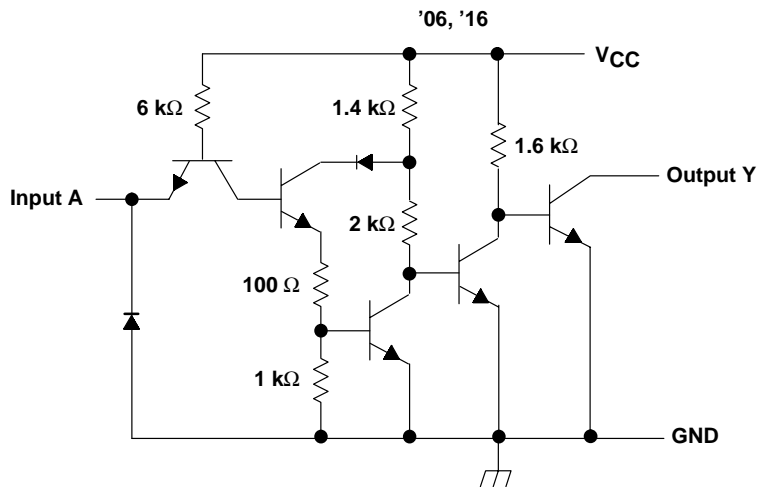 '06, '16
VCC
6 kΩ
1.4 kΩ
1.6 kΩ
Input A
Output Y
2 kΩ
100 Ω
1 kΩ
GND